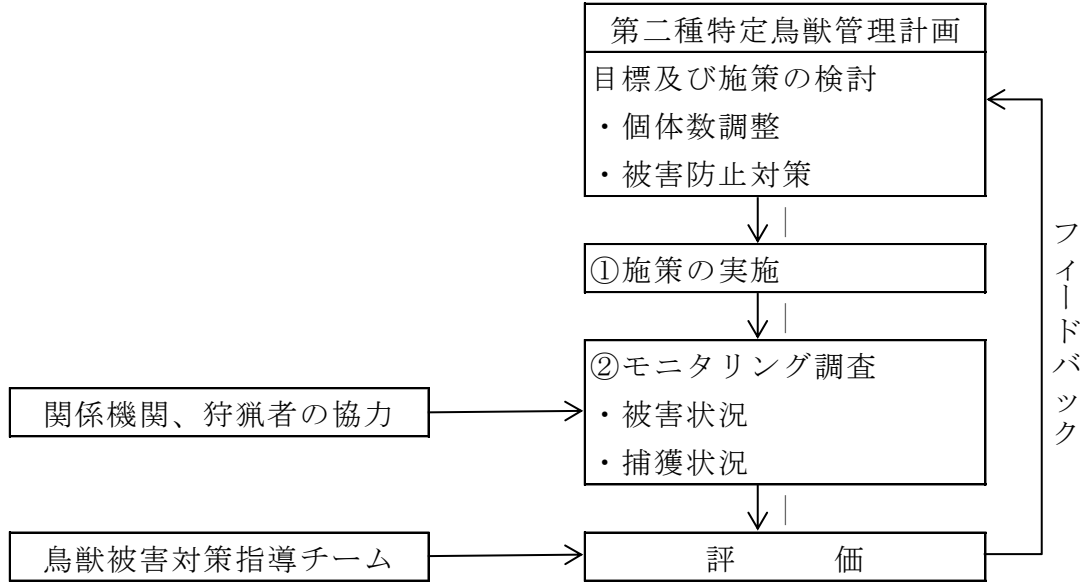 第二種特定鳥獣管理計画
目標及び施策の検討
・個体数調整
・被害防止対策
①施策の実施
②モニタリング調査
・被害状況
・捕獲状況
関係機関、狩猟者の協力
鳥獣被害対策指導チーム
評　価
フィードバック